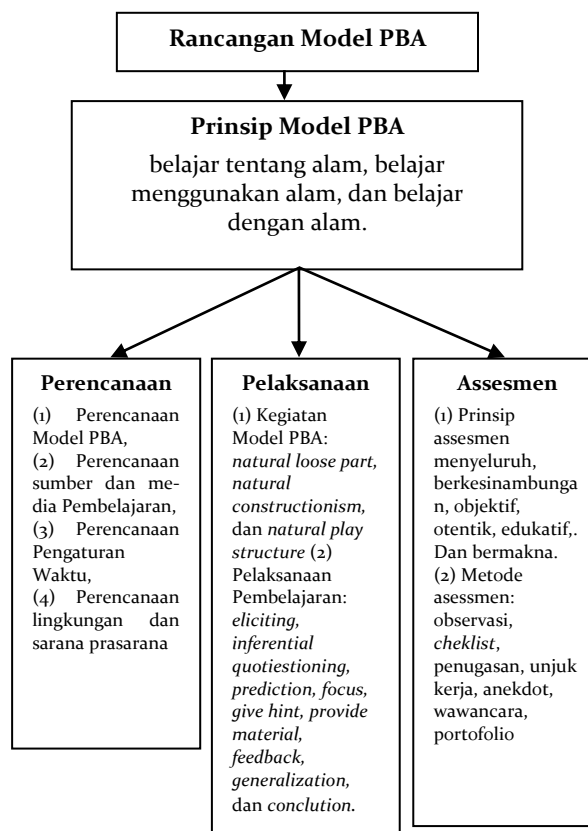 Rancangan Model PBA
Prinsip Model PBA
belajar tentang alam, belajar
menggunakan alam, dan belajar
dengan alam.
Perencanaan
(1) Perencanaan
Model PBA,
(2) Perencanaan
sumber dan me-
dia Pembelajaran,
(3) Perencanaan
Pengaturan
Waktu,
(4) Perencanaan
lingkungan dan
sarana prasarana
Pelaksanaan
(1) Kegiatan
Model PBA:
natural loose part,
natural
constructionism,
dan natural play
structure (2)
Pelaksanaan
Pembelajaran:
eliciting,
inferential
quotiestioning,
prediction, focus,
give hint, provide
material,
feedback,
generalization,
dan conclution.
Assesmen
(1) Prinsip
assesmen
menyeluruh,
berkesinambunga
n, objektif,
otentik, edukatif,.
Dan bermakna.
(2) Metode
asessmen:
observasi,
cheklist,
penugasan, unjuk
kerja, anekdot,
wawancara,
portofolio